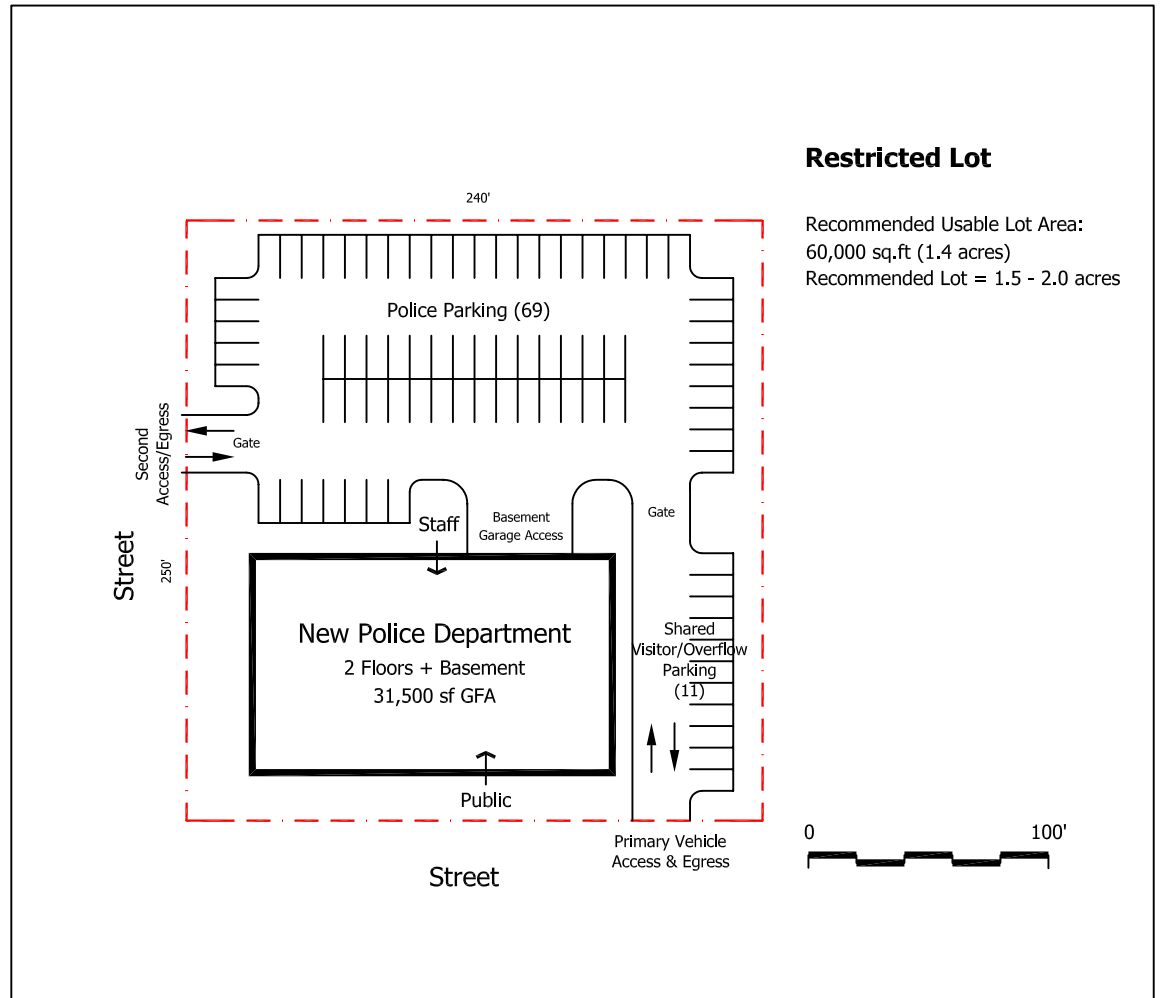 Restricted Lot
Recommended Usable Lot Area:
60,000 sq.ft (1.4 acres)
Recommended Lot = 1.5 - 2.0 acres
240'
Police Parking (69)
Second
Access/Egress
Gate
Staff
Basement
Garage Access
Gate
Street
250'
New Police Department
2 Floors + Basement
31,500 sf GFA
Shared
Visitor/Overflow
Parking
(11)
Public
Primary Vehicle
Access & Egress
Street
0
100'